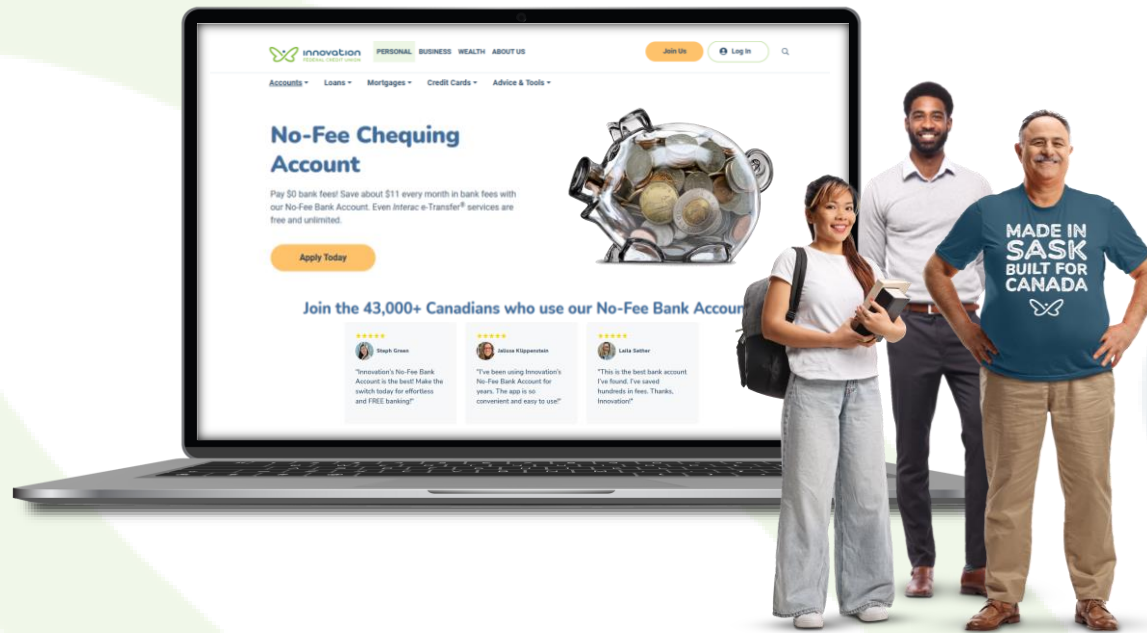 innovation
FEDERAL CREDIT UNION
PERSONAL BUSINESS WEALTH ABOUT US
Join Us
Log In
Accounts Loans Mortgages Credit Cards Advice & Tools
No-Fee Chequing
Account
Pay $0 bank fees! Save about $11 every month in bank fees with
our No-Fee Bank Account. Even Interac e-Transfer® services are
free and unlimited.
Apply Today
Join the 43,000+ Canadians who use our No-Fee Bank Accoun
Steph Green
"Innovation's No-Fee Bank
Account is the best! Make the
switch today for effortless
and FREE banking!"
Jalissa Klippenstein
"I've been using Innovation's
No-Fee Bank Account for
years. The app is so
convenient and easy to use!"
Leila Sather
"This is the best bank account
I've found. I've saved
hundreds in fees. Thanks,
Innovation!"
MADE IN
SASK
BUILT FOR
CANADA